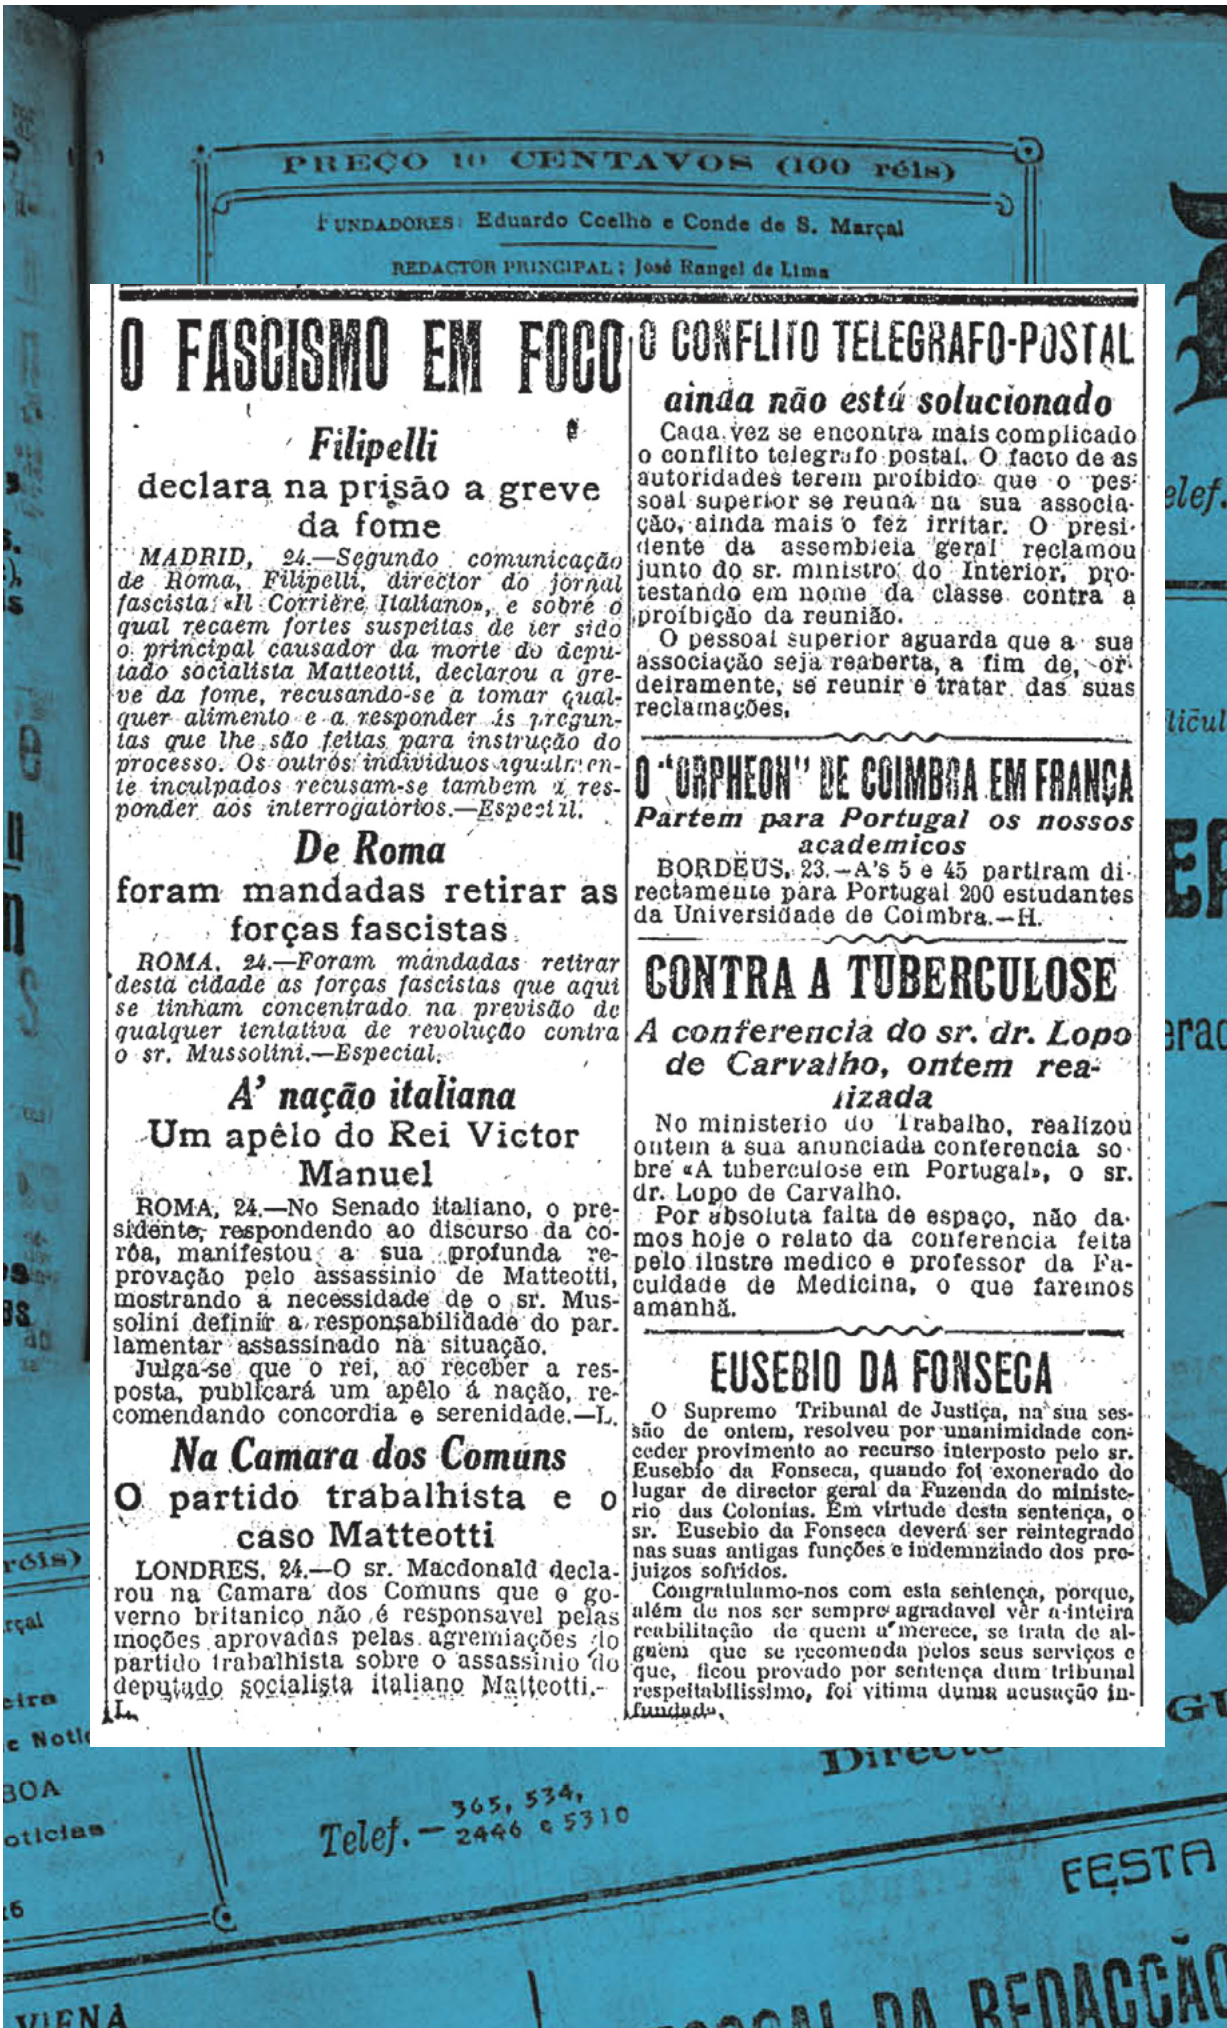 PREÇO 10 CENTAVOS (100 réis)
FUNDADORES: Eduardo Coelho e Conde de S. Marçal
REDACTOR PRINCIPAL: José Rangel de Lima
O FASCISMO EM FOCO
Filipelli
declara na prisão a greve
da fome
MADRID, 24.—Segundo comunicação
de Roma, Filipelli, director do jornal
fascista «Il Corriére Italiano», e sobre o
qual recaem fortes suspeitas de ter sido
o principal causador da morte do depu-
tado socialista Matteotti, declarou a gre-
ve da fome, recusando-se a tomar qual-
quer alimento e a responder ás pregun-
tas que lhe são feitas para instrução do
processo. Os outros individuos igualmen-
te inculpados recusam-se tambem a res-
ponder aos interrogatorios.—Especial.
De Roma
foram mandadas retirar as
forças fascistas
ROMA, 24.—Foram mandadas retirar
desta cidade as forças fascistas que aqui
se tinham concentrado na previsão de
qualquer tentativa de revolução contra
o sr. Mussolini.—Especial.
A' nação italiana
Um apêlo do Rei Victor
Manuel
ROMA, 24.—No Senado italiano, o pre-
sidente, respondendo ao discurso da co-
rôa, manifestou a sua profunda re-
provação pelo assassinio de Matteotti,
mostrando a necessidade de o sr. Mus-
solini definir a responsabilidade do par-
lamentar assassinado na situação.
Julga-se que o rei, ao receber a res-
posta, publicará um apêlo á nação, re-
comendando concordia e serenidade.—L.
Na Camara dos Comuns
O partido trabalhista e o
caso Matteotti
LONDRES, 24.—O sr. Macdonald decla-
rou na Camara dos Comuns que o go-
verno britanico não é responsavel pelas
moções aprovadas pelas agremiações do
partido trabalhista sobre o assassinio do
deputado socialista italiano Matteotti.-
L.
O CONFLITO TELEGRAFO-POSTAL
ainda não está solucionado
Cada vez se encontra mais complicado
o conflito telegrafo postal. O facto de as
autoridades terem proibido que o pes-
soal superior se reuna na sua associa-
ção, ainda mais o fez irritar. O presi-
dente da assembleia geral reclamou
junto do sr. ministro do Interior, pro-
testando em nome da classe contra a
proíbição da reunião.
O pessoal superior aguarda que a sua
associação seja reaberta, a fim de, or-
deiramente, se reunir e tratar das suas
reclamações.
O "ORPHEON" DE COIMBRA EM FRANÇA
Partem para Portugal os nossos
academicos
BORDÉUS, 23.—A's 5 e 45 partiram di-
rectamente para Portugal 200 estudantes
da Universidade de Coimbra.—H.
CONTRA A TUBERCULOSE
A conferencia do sr. dr. Lopo
de Carvalho, ontem rea-
lizada
No ministerio do Trabalho, realizou
ontem a sua anunciada conferencia so-
bre «A tuberculose em Portugal», o sr.
dr. Lopo de Carvalho.
Por absoluta falta de espaço, não da-
mos hoje o relato da conferencia feita
pelo ilustre medico e professor da Fa-
culdade de Medicina, o que faremos
amanhã.
EUSEBIO DA FONSECA
O Supremo Tribunal de Justiça, na sua ses-
são de ontem, resolveu por unanimidade con-
ceder provimento ao recurso interposto pelo sr.
Eusebio da Fonseca, quando foi exonerado do
lugar de director geral da Fazenda do ministe-
rio das Colonias. Em virtude desta sentença, o
sr. Eusebio da Fonseca deverá ser reintegrado
nas suas antigas funções e indemnziado dos pre-
juizos sofridos.
Congratulamo-nos com esta sentença, porque,
além de nos ser sempre agradavel vêr a inteira
reabilitação de quem a merece, se trata de al-
guem que se recomenda pelos seus serviços e
que, ficou provado por sentença dum tribunal
respeitabilissimo, foi vitima duma acusação in-
fundada.
elef.
réis)
rçal
eira
e Notic
BOA
oticias
Directo
GU
Telef.— 365, 534,
2446 e 5310
FESTA
VIENA
DA REDACÇÃO